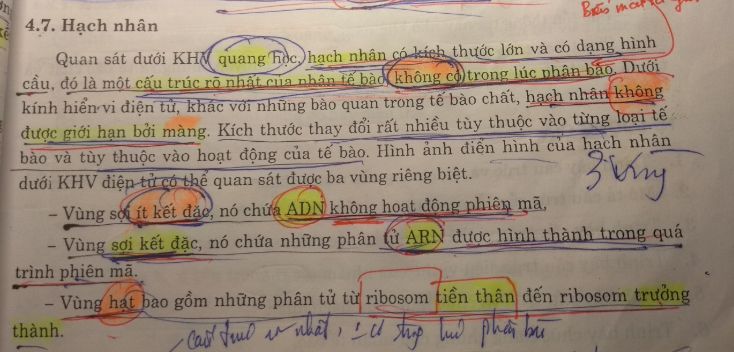 4.7. Hạch nhân
Quan sát dưới KHV quang học, hạch nhân có kích thước lớn và có dạng hình
cầu, đó là một cấu trúc rõ nhất của nhân tế bào không có trong lúc phân bào. Dưới
kính hiển vi điện tử, khác với những bào quan trong tế bào chất, hạch nhân không
được giới hạn bởi màng. Kích thước thay đổi rất nhiều tùy thuộc vào từng loại tế
bào và tùy thuộc vào hoạt động của tế bào. Hình ảnh điển hình của hạch nhân
dưới KHV điện tử có thể quan sát được ba vùng riêng biệt.
3 vùng
– Vùng sợi ít kết đặc, nó chứa ADN không hoạt động phiên mã.
– Vùng sợi kết đặc, nó chứa những phân tử ARN được hình thành trong quá
trình phiên mã.
– Vùng hạt bao gồm những phân tử từ ribosom tiền thân đến ribosom trưởng
thành.
nhất, phân bào